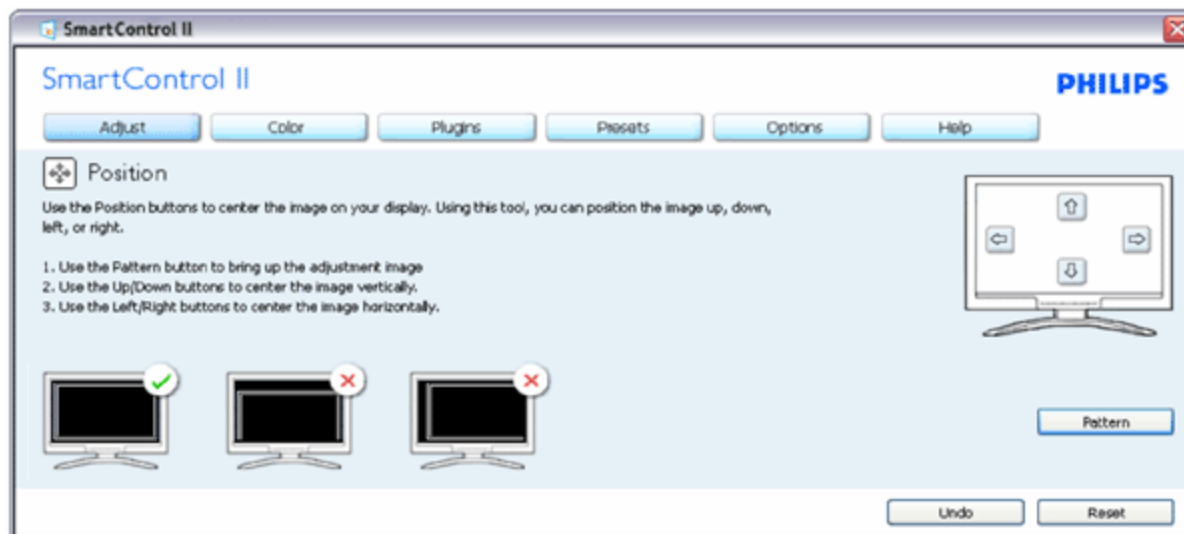 SmartControl II
SmartControl II
PHILIPS
Adjust
Color
Plugins
Presets
Options
Help
Position
Use the Position buttons to center the image on your display. Using this tool, you can position the image up, down,
left, or right.
1. Use the Pattern button to bring up the adjustment image
2. Use the Up/Down buttons to center the image vertically.
3. Use the Left/Right buttons to center the image horizontally.
Pattern
Undo
Reset